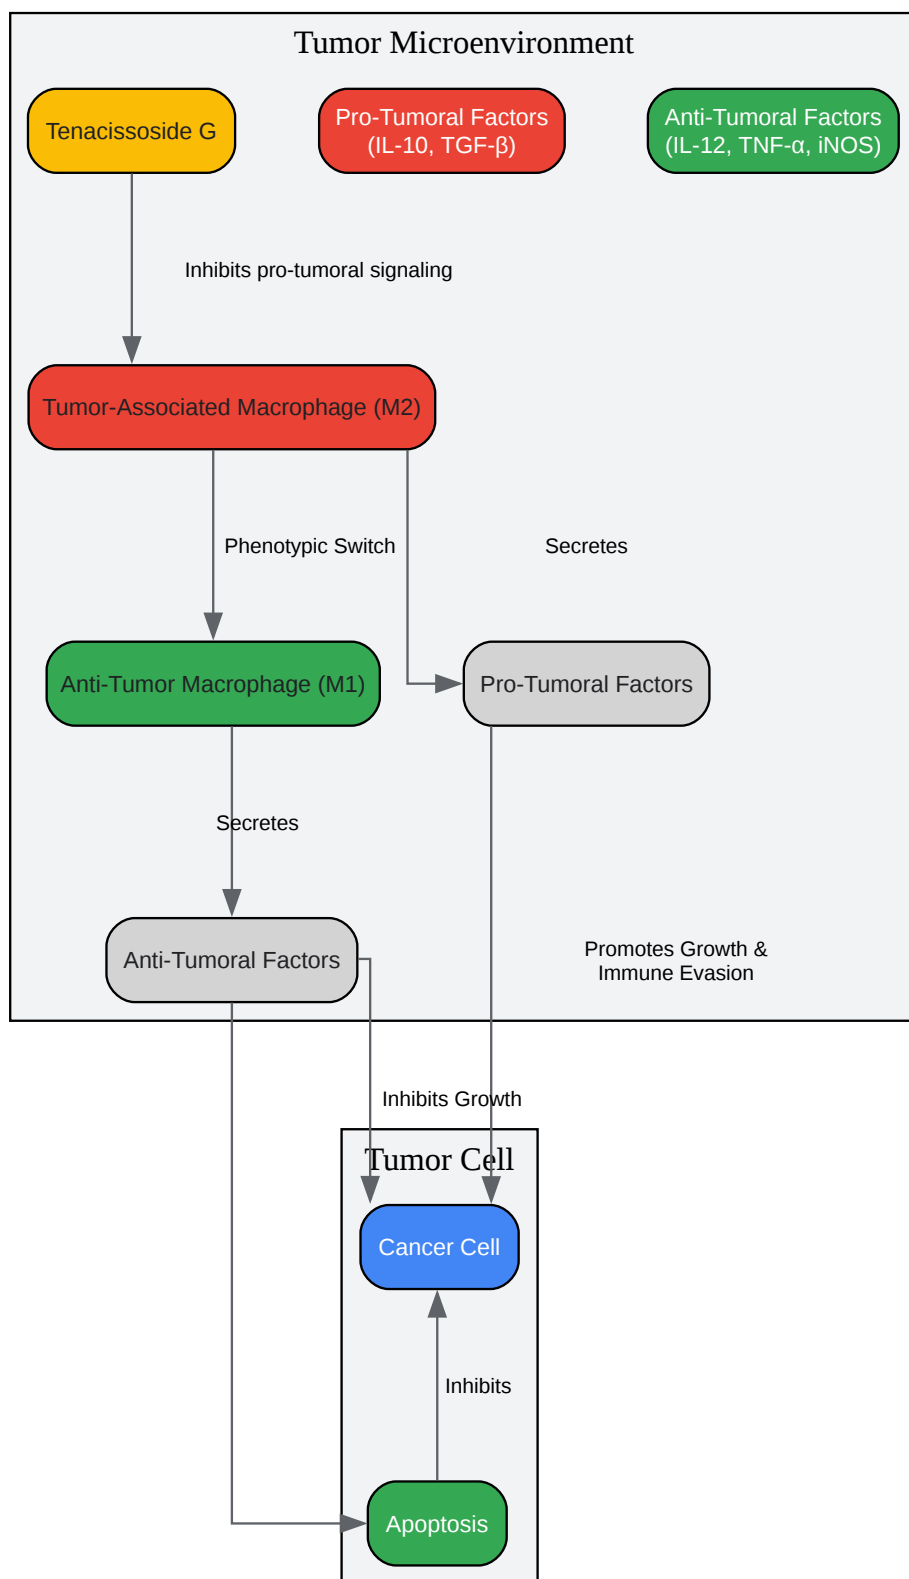 Tumor Microenvironment
Tenacissoside G
Pro-Tumoral Factors
(IL-10, TGF-β)
Anti-Tumoral Factors
(IL-12, TNF-α, iNOS)
Inhibits pro-tumoral signaling
Tumor-Associated Macrophage (M2)
Phenotypic Switch
Secretes
Anti-Tumor Macrophage (M1)
Pro-Tumoral Factors
Secretes
Anti-Tumoral Factors
Promotes Growth &
Immune Evasion
Inhibits Growth
Tumor Cell
Cancer Cell
Inhibits
Apoptosis